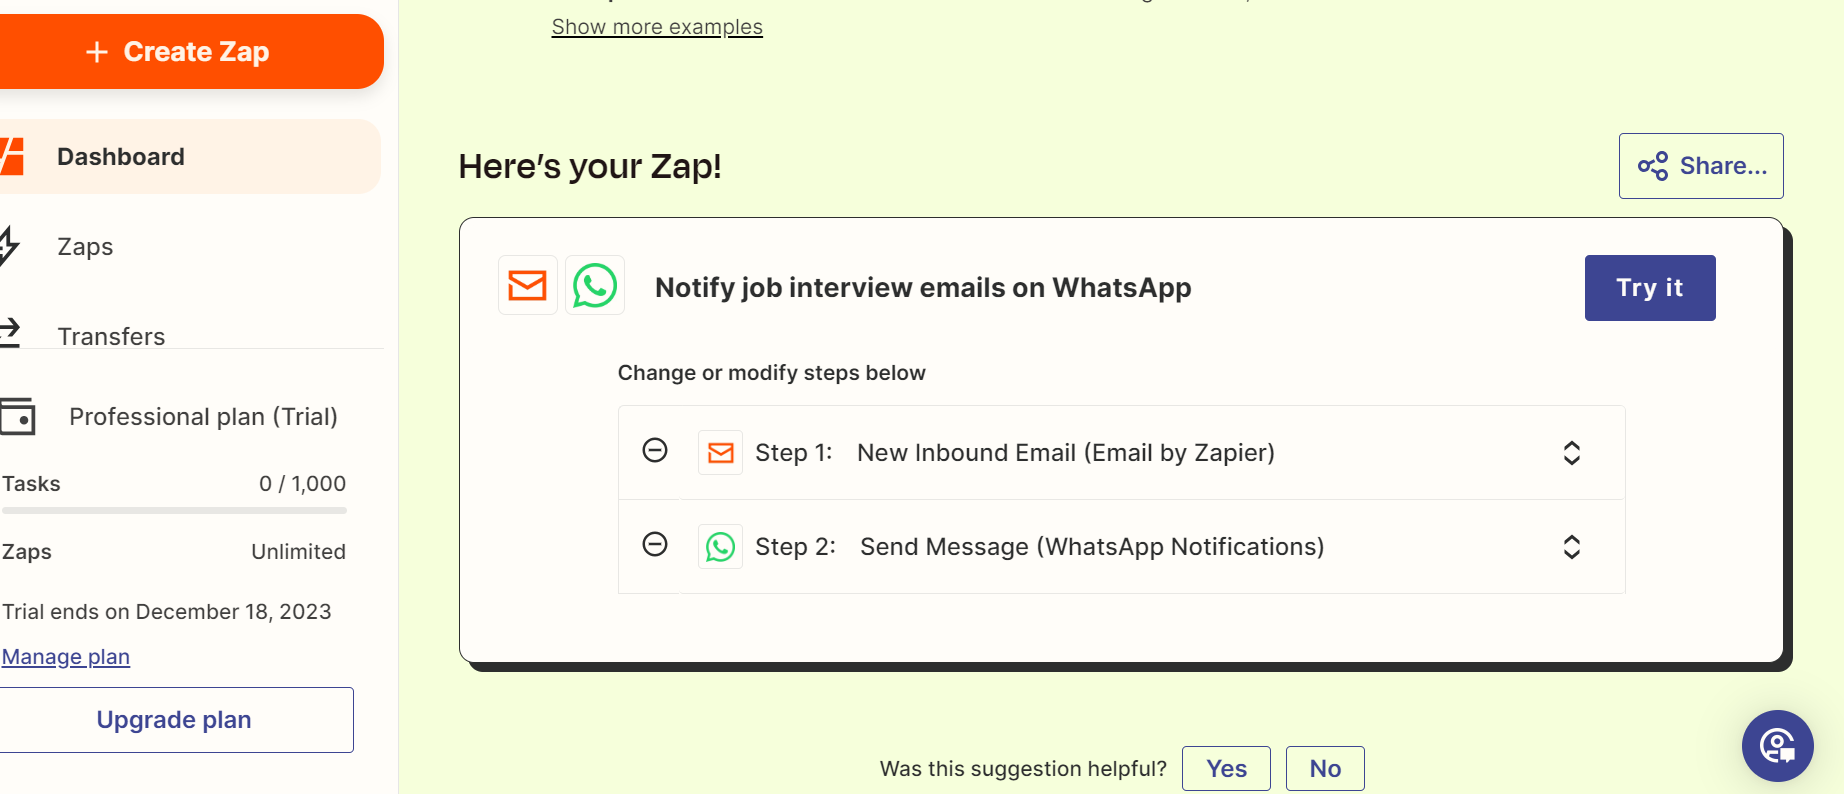 Show more examples
+ Create Zap
Dashboard
Zaps
Transfers
Professional plan (Trial)
Tasks 0 / 1,000
Zaps Unlimited
Trial ends on December 18, 2023
Manage plan
Upgrade plan
Here's your Zap!
Share...
Notify job interview emails on WhatsApp
Try it
Change or modify steps below
Step 1: New Inbound Email (Email by Zapier)
Step 2: Send Message (WhatsApp Notifications)
Was this suggestion helpful? Yes No